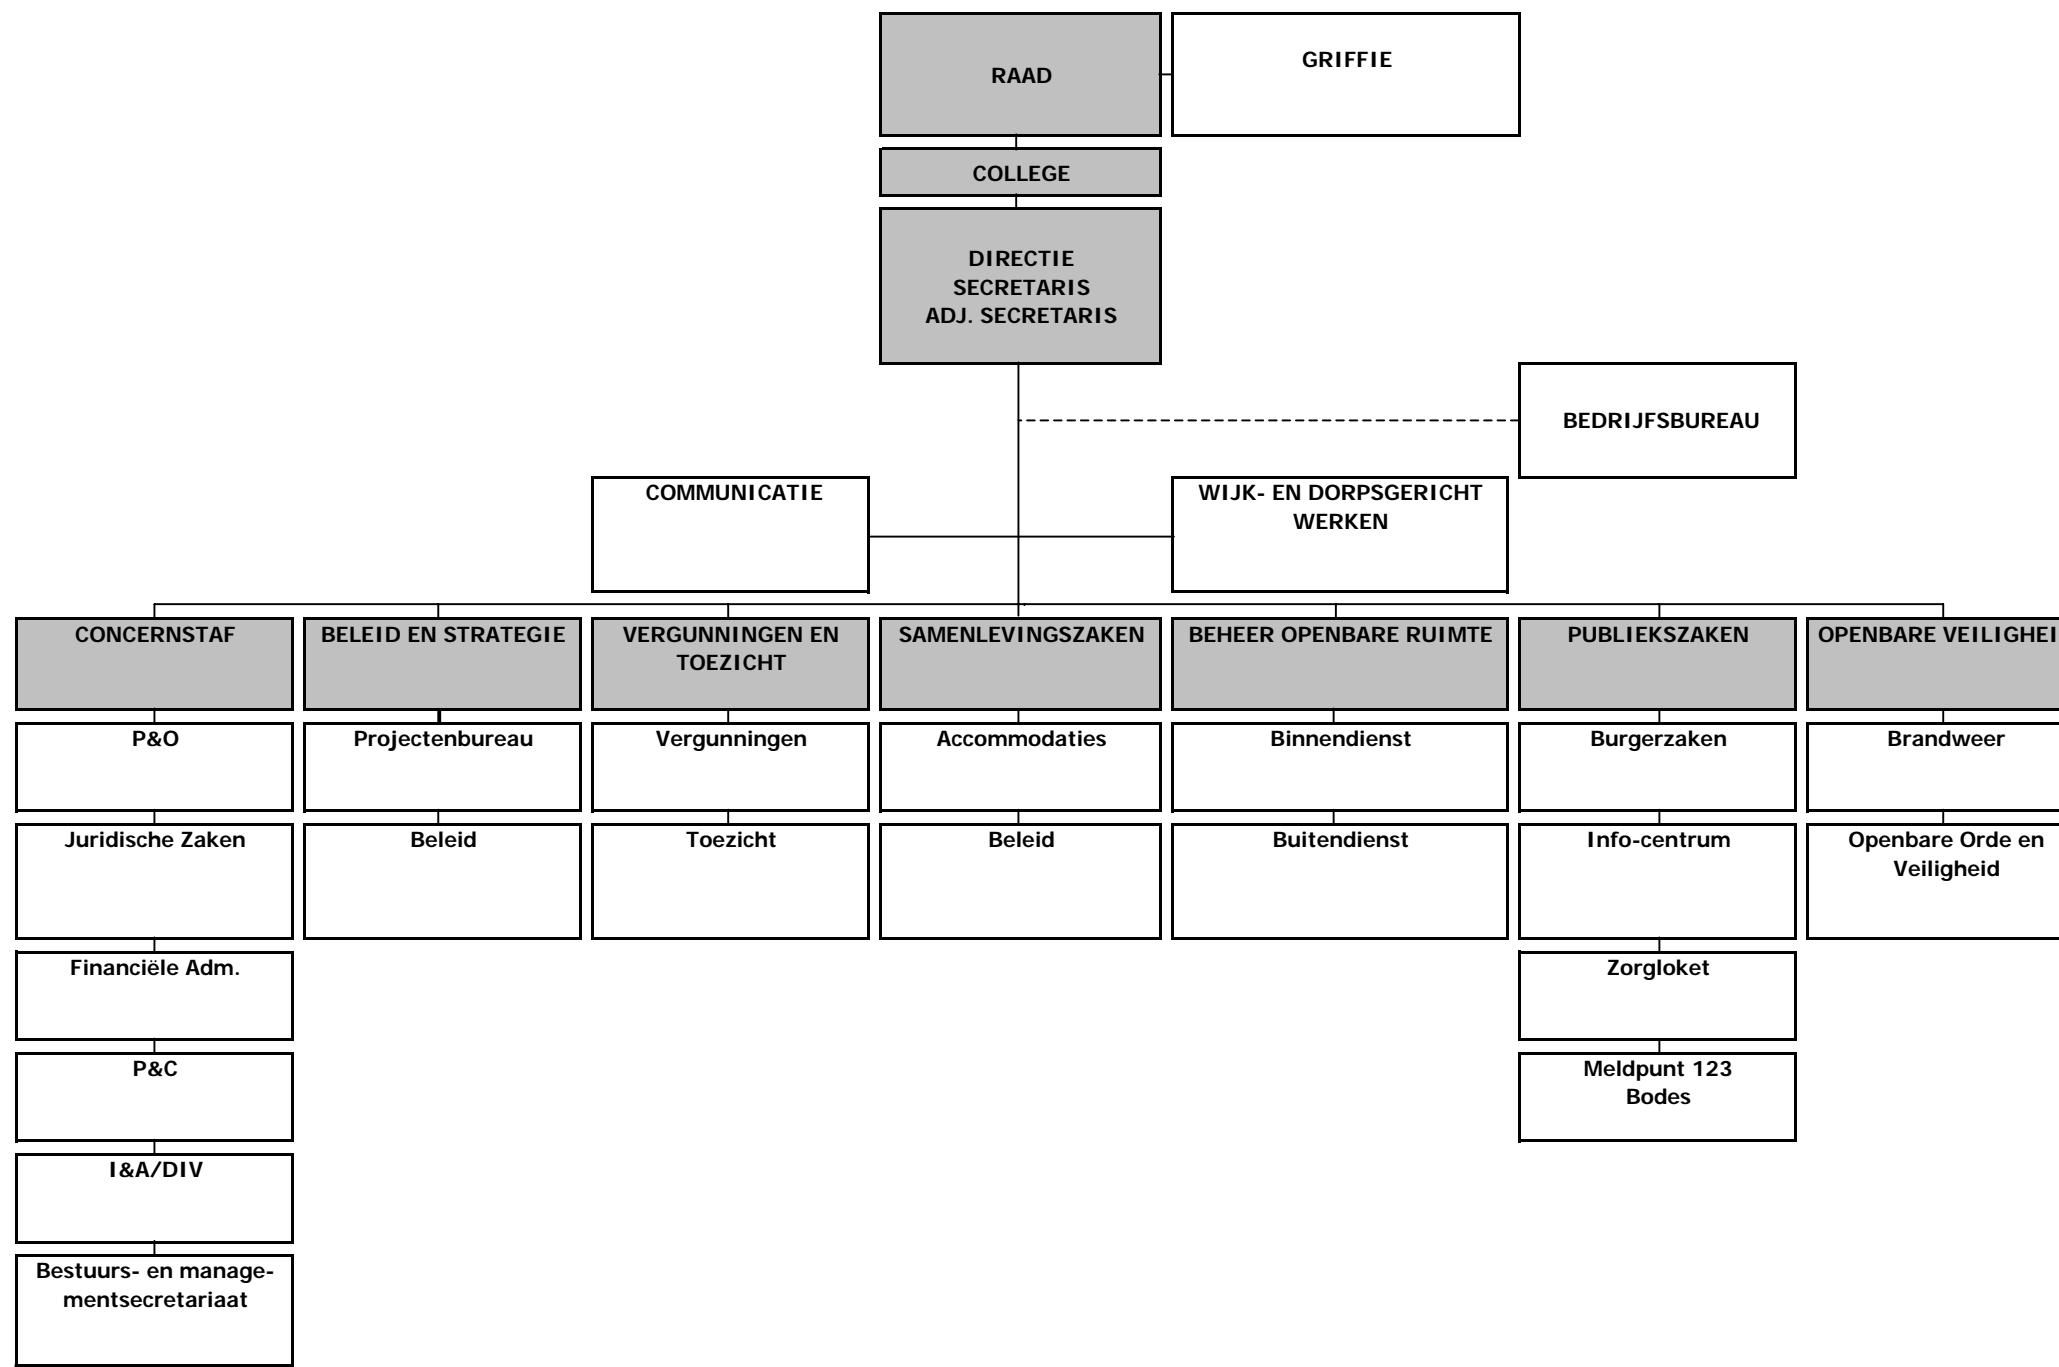 RAAD
GRIFFIE
COLLEGE
DIRECTIE
SECRETARIS
ADJ. SECRETARIS
BEDRIJFSBUREAU
COMMUNICATIE
WIJK- EN DORPSGERICHT
WERKEN
CONCERNSTAF
BELEID EN STRATEGIE
VERGUNNINGEN EN
TOEZICHT
SAMENLEVINGSZAKEN
BEHEER OPENBARE RUIMTE
PUBLIEKSZAKEN
OPENBARE VEILIGHEI
P&O
Projectenbureau
Vergunningen
Accommodaties
Binnendienst
Burgerzaken
Brandweer
Juridische Zaken
Beleid
Toezicht
Beleid
Buitendienst
Info-centrum
Openbare Orde en
Veiligheid
Financiële Adm.
Zorgloket
P&C
Meldpunt 123
Bodes
I&A/DIV
Bestuurs- en manage-
mentsecretariaat